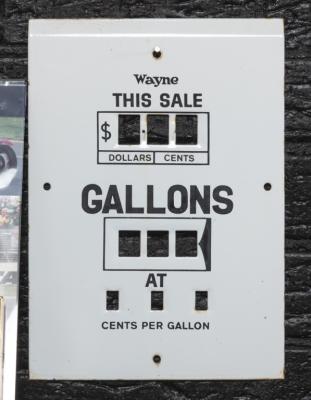 Wayne
THIS SALE
$
DOLLARS CENTS
GALLONS
AT
CENTS PER GALLON